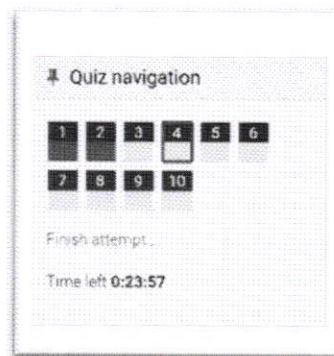 Quiz navigation
1 2 3 4 5 6
7 8 9 10
Finish attempt...
Time left 0:23:57